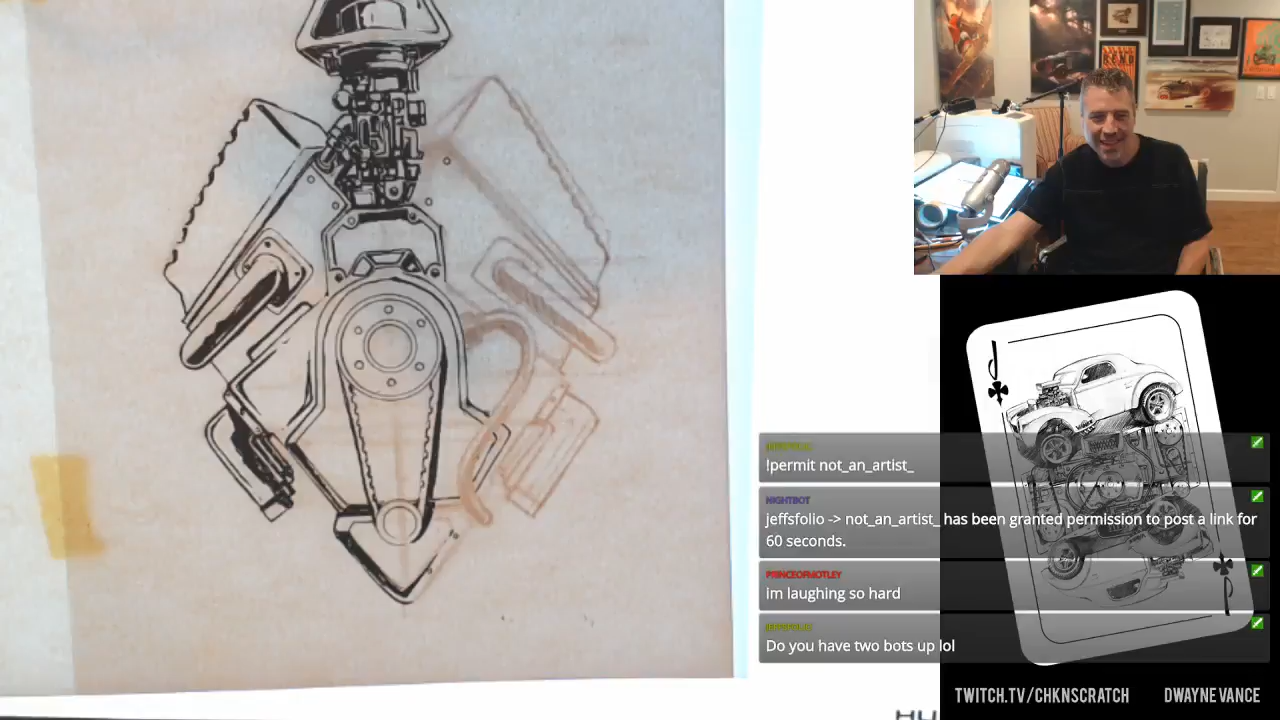 !permit not_an_artist_
NIGHTBOT
jeffsfolio -> not_an_artist_ has been granted permission to post a link for
60 seconds.
PRINCEOFMOTLEY
im laughing so hard
JEFFSFOLIO
Do you have two bots up lol
J
J
TWITCH.TV/CHKNSCRATCH
DWAYNE VANCE